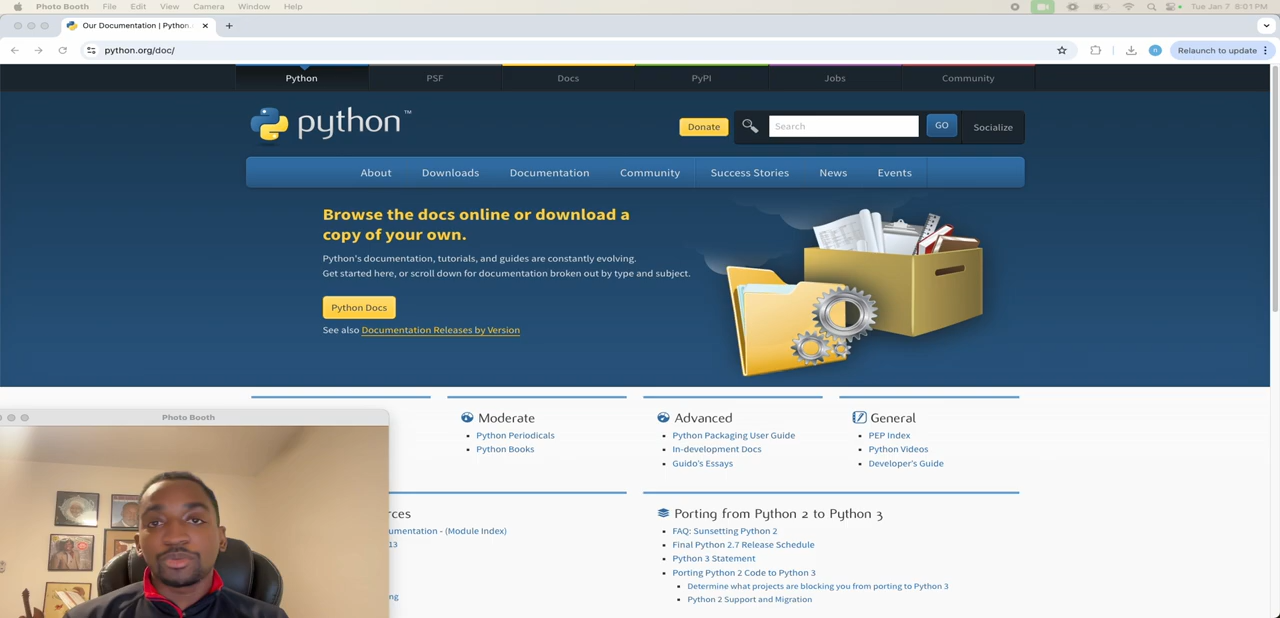 Photo Booth File Edit View Camera Window Help Tue Jan 7 8:01 PM
Our Documentation | Python.
python.org/doc/
Relaunch to update
Python PSF Docs PyPI Jobs Community
python™
Donate
Search
GO
Socialize
About Downloads Documentation Community Success Stories News Events
Browse the docs online or download a
copy of your own.
Python's documentation, tutorials, and guides are constantly evolving.
Get started here, or scroll down for documentation broken out by type and subject.
Python Docs
See also Documentation Releases by Version
Photo Booth
Moderate
Python Periodicals
Python Books
Advanced
Python Packaging User Guide
In-development Docs
Guido's Essays
General
PEP Index
Python Videos
Developer's Guide
rces
umentation - (Module Index)
13
ng
Porting from Python 2 to Python 3
FAQ: Sunsetting Python 2
Final Python 2.7 Release Schedule
Python 3 Statement
Porting Python 2 Code to Python 3
Determine what projects are blocking you from porting to Python 3
Python 2 Support and Migration